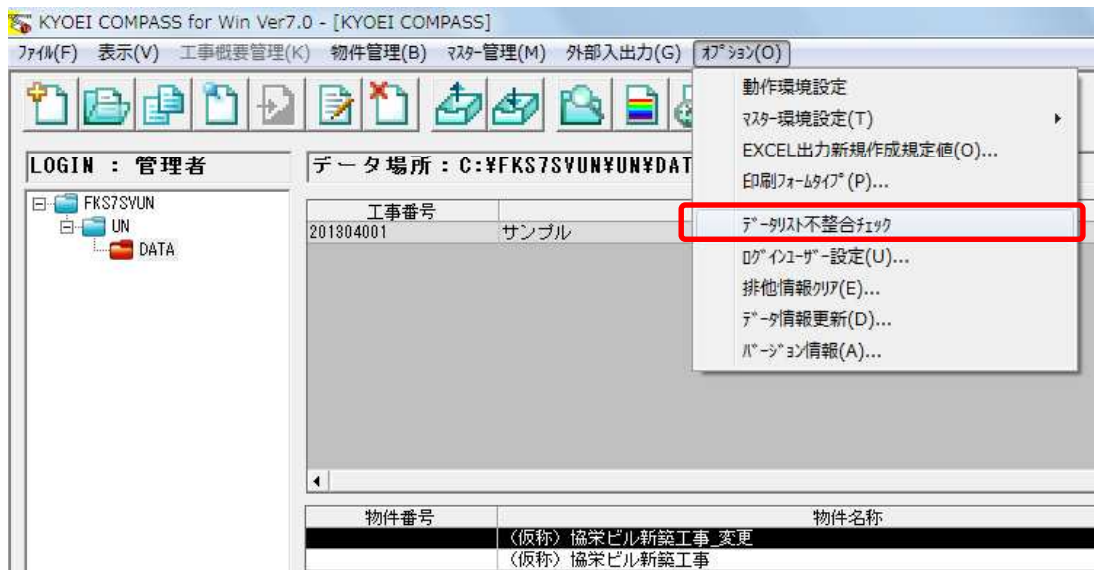 KYOEI COMPASS for Win Ver7.0 - [KYOEI COMPASS]
ﾌｧｲﾙ(F) 表示(V) 工事概要管理(K) 物件管理(B) ﾏｽﾀｰ管理(M) 外部入出力(G) ｵﾌﾟｼｮﾝ(O)
動作環境設定
ﾏｽﾀｰ環境設定(T)
EXCEL出力新規作成規定値(O)...
印刷ﾌｫｰﾑﾀｲﾌﾟ(P)...
ﾃﾞｰﾀﾘｽﾄ不整合ﾁｪｯｸ
ﾛｸﾞｲﾝﾕｰｻﾞｰ設定(U)...
排他情報ｸﾘｱ(E)...
ﾃﾞｰﾀ情報更新(D)...
ﾊﾞｰｼﾞｮﾝ情報(A)...
LOGIN : 管理者
データ場所：C:¥FKS7SVUN¥UN¥DAT
FKS7SVUN
UN
DATA
工事番号
201304001 サンプル
物件番号 物件名称
（仮称）協栄ビル新築工事_変更
（仮称）協栄ビル新築工事